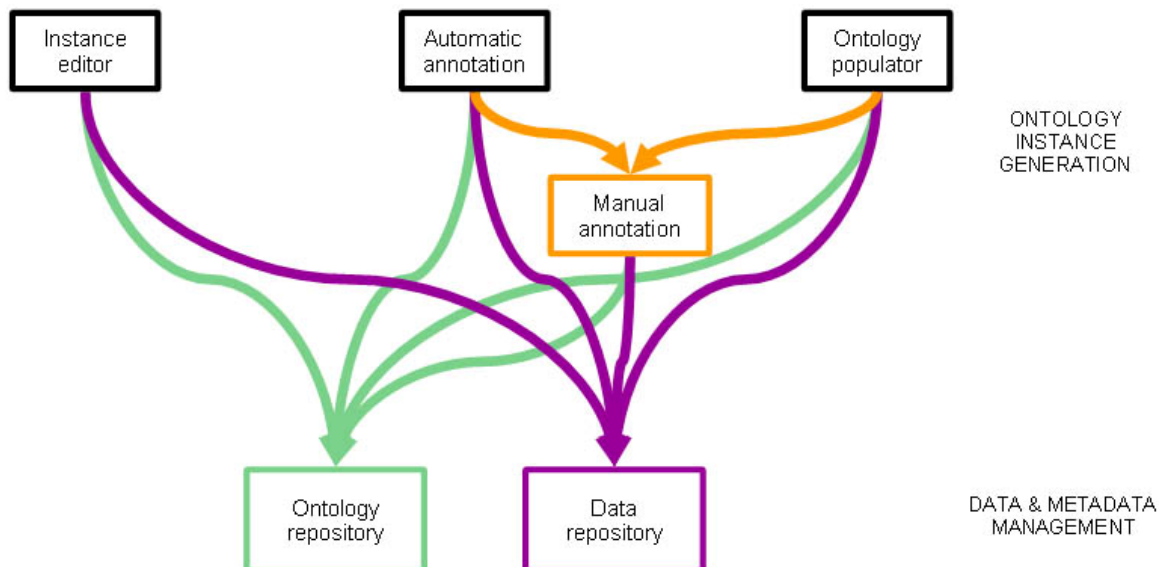 Instance
editor
Automatic
annotation
Ontology
populator
ONTOLOGY
INSTANCE
GENERATION
Manual
annotation
Ontology
repository
Data
repository
DATA & METADATA
MANAGEMENT